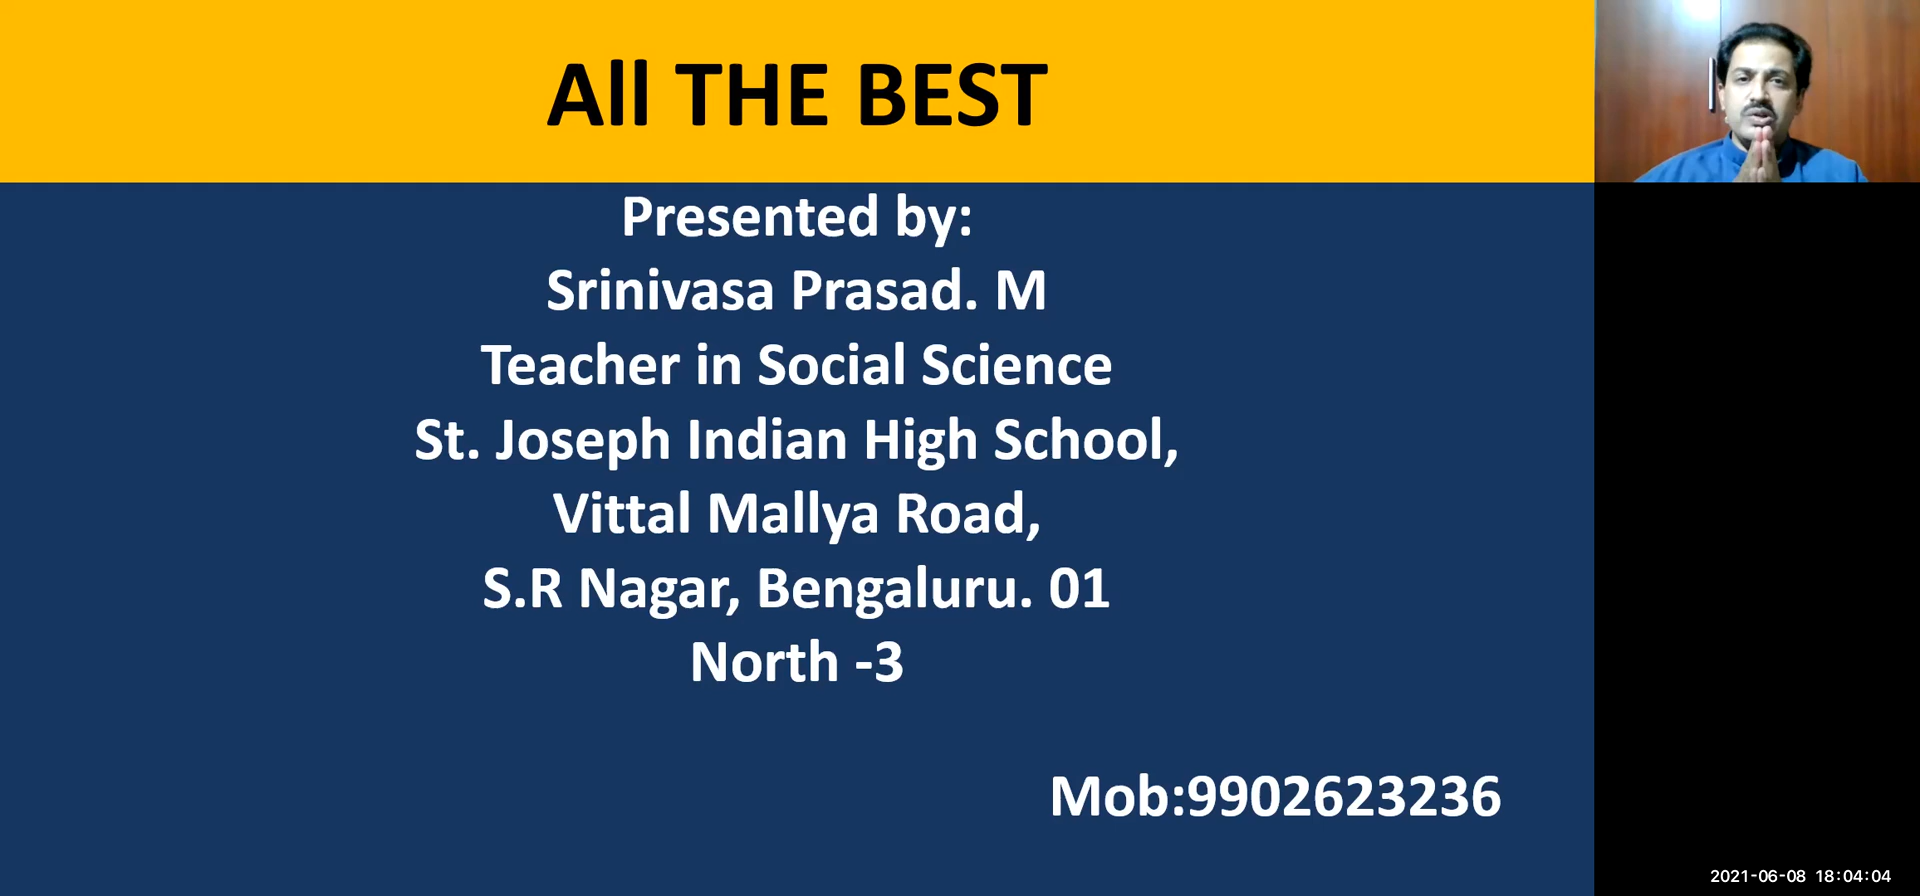 All THE BEST
Presented by:
Srinivasa Prasad. M
Teacher in Social Science
St. Joseph Indian High School,
Vittal Mallya Road,
S.R Nagar, Bengaluru. 01
North -3
Mob:9902623236
2021-06-08 18:04:04